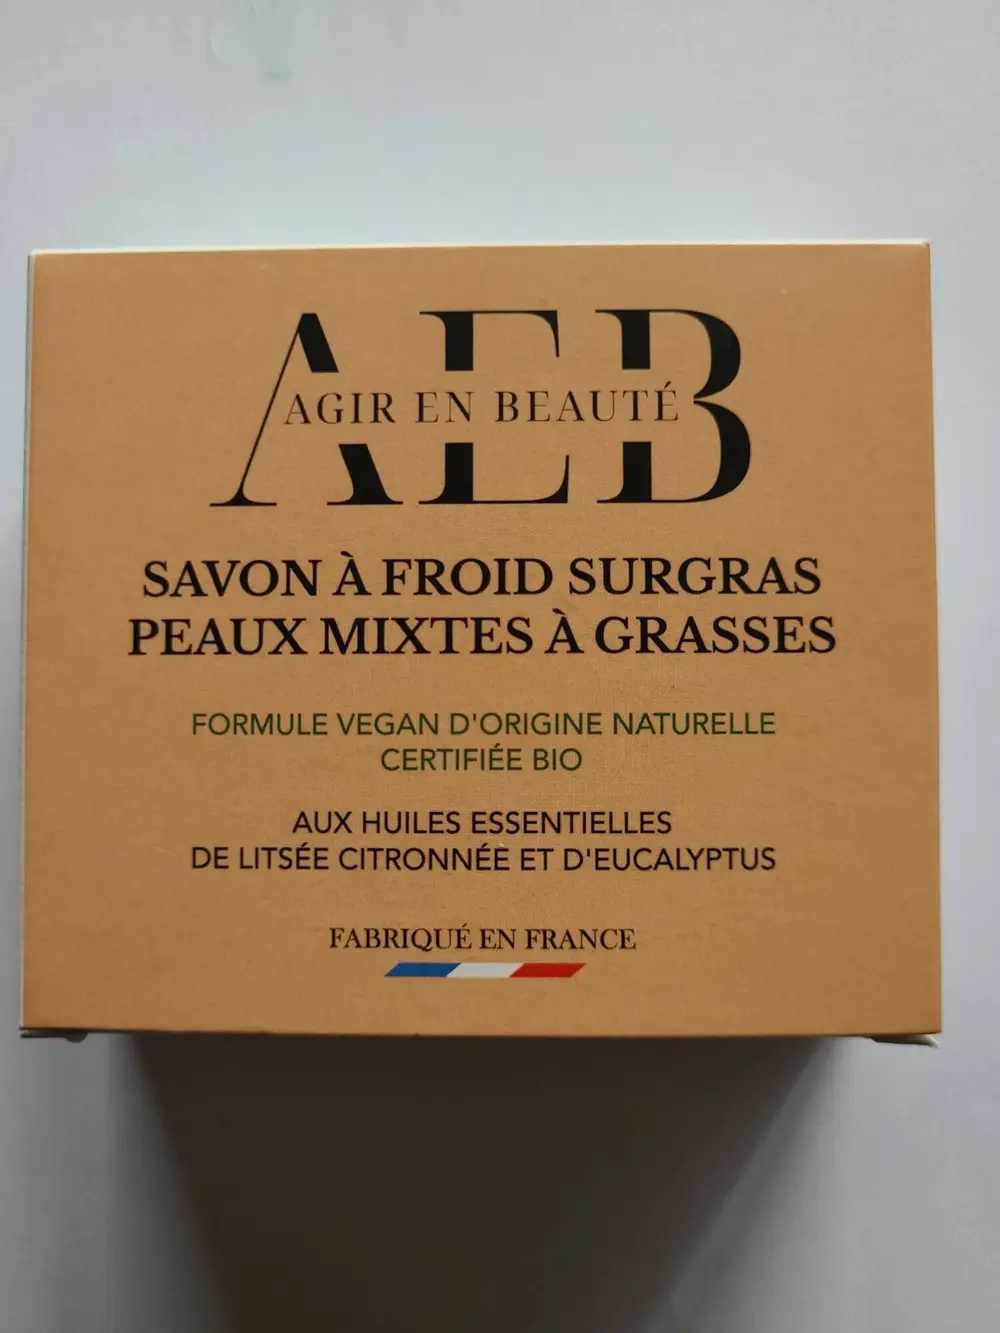 AEB
AGIR EN BEAUTÉ
SAVON À FROID SURGRAS
PEAUX MIXTES À GRASSES
FORMULE VEGAN D'ORIGINE NATURELLE
CERTIFIÉE BIO
AUX HUILES ESSENTIELLES
DE LITSÉE CITRONNÉE ET D'EUCALYPTUS
FABRIQUÉ EN FRANCE